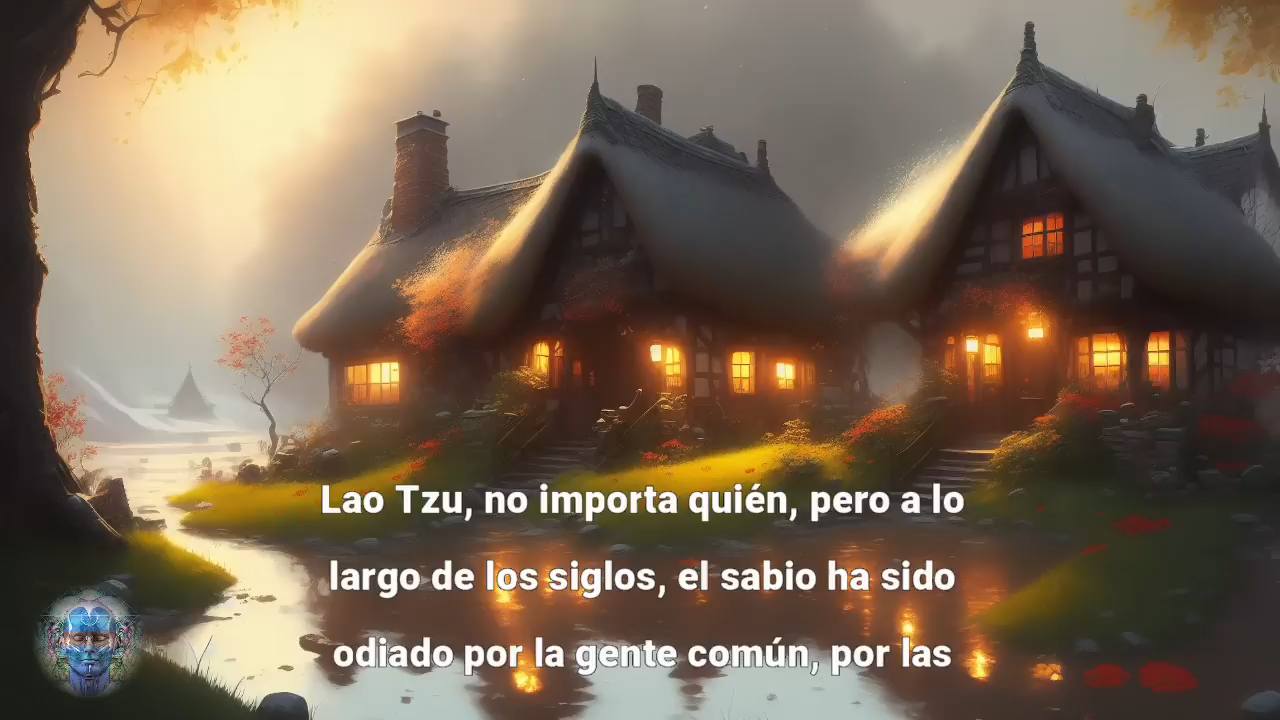 Lao Tzu, no importa quién, pero a lo
largo de los siglos, el sabio ha sido
odiado por la gente común, por las